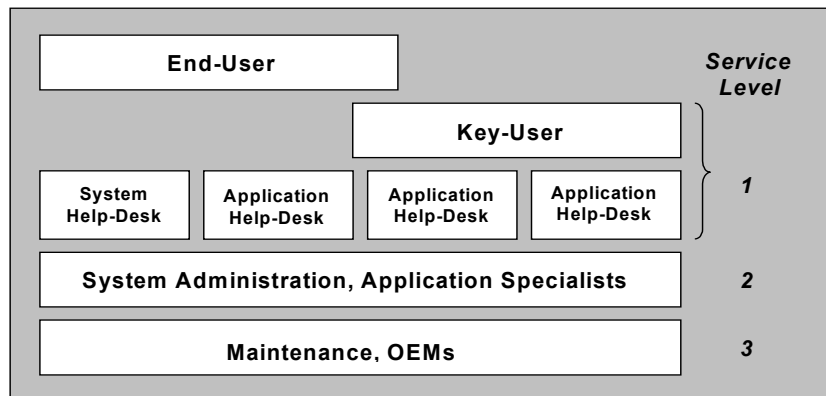 End-User
Service
Level
Key-User
1
System
Help-Desk
Application
Help-Desk
Application
Help-Desk
Application
Help-Desk
System Administration, Application Specialists
2
Maintenance, OEMs
3